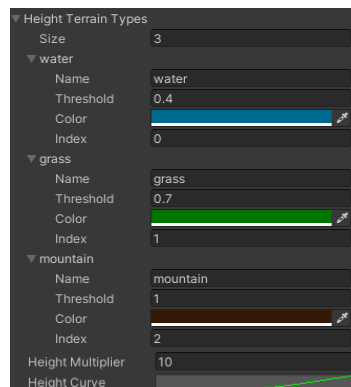 Height Terrain Types
Size 3
water
Name water
Threshold 0.4
Color
Index 0
grass
Name grass
Threshold 0.7
Color
Index 1
mountain
Name mountain
Threshold 1
Color
Index 2
Height Multiplier 10
Height Curve